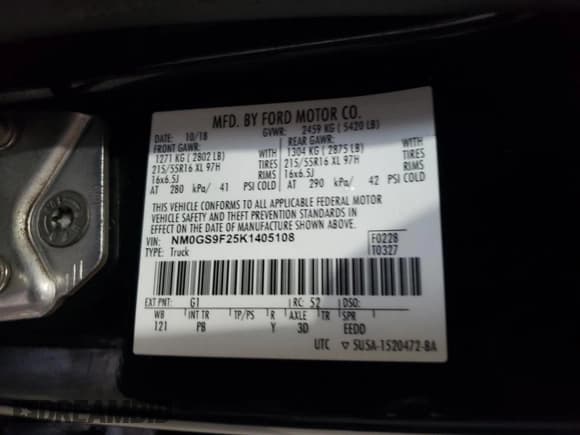 MFD. BY FORD MOTOR CO.
DATE: 10/18 GVWR: 2459 KG ( 5420 LB)
FRONT GAWR: REAR GAWR:
1271 KG ( 2802 LB) WITH 1304 KG ( 2875 LB) WITH
215/55R16 XL 97H TIRES 215/55R16 XL 97H TIRES
16x6.5J RIMS 16x6.5J RIMS
AT 280 kPa/ 41 PSI COLD AT 290 kPa/ 42 PSI COLD
THIS VEHICLE CONFORMS TO ALL APPLICABLE FEDERAL MOTOR
VEHICLE SAFETY AND THEFT PREVENTION STANDARDS IN
EFFECT ON THE DATE OF MANUFACTURE SHOWN ABOVE.
VIN: NM0GS9F25K1405108 F0228
TYPE: Truck T0327
EXT PNT: G1 RC: 52 DSO:
WB INT TR TP/PS R AXLE TR SPR
121 PB Y 3D EEDD
UTC ▽ 5U5A-1520472-BA
DREAMBID